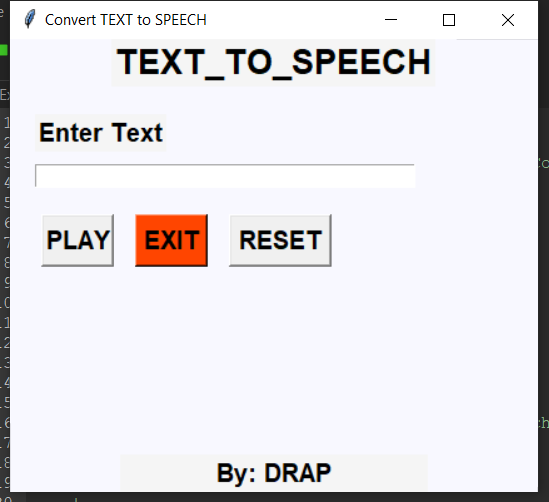 Convert TEXT to SPEECH
TEXT_TO_SPEECH
Enter Text
PLAY EXIT RESET
By: DRAP